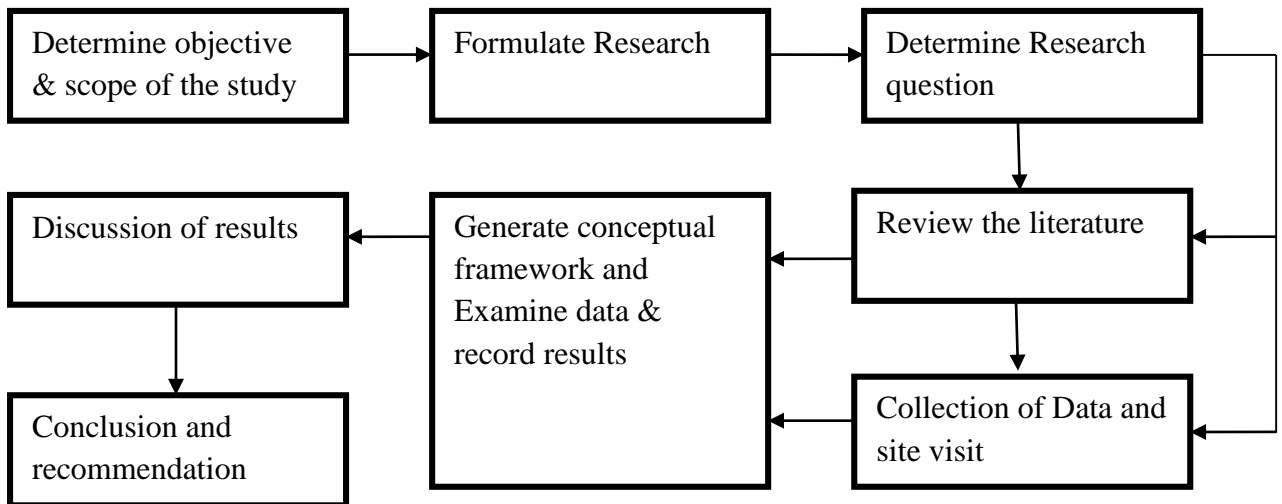 Determine objective
& scope of the study
Formulate Research
Determine Research
question
Review the literature
Collection of Data and
site visit
Generate conceptual
framework and
Examine data &
record results
Discussion of results
Conclusion and
recommendation